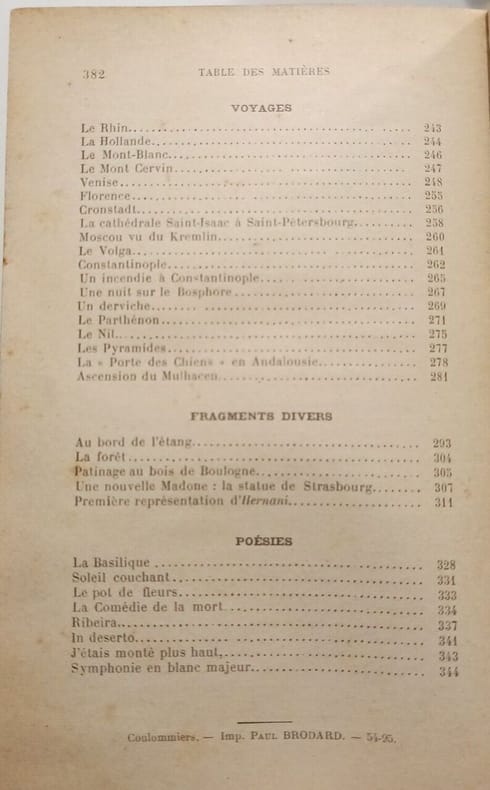 382 TABLE DES MATIÈRES
VOYAGES
Le Rhin 243
La Hollande 244
Le Mont-Blanc 246
Le Mont Cervin 247
Venise 248
Florence 255
Cronstadt 256
La cathédrale Saint-Isaac à Saint-Pétersbourg 258
Moscou vu du Kremlin 260
Le Volga 261
Constantinople 262
Un incendie à Constantinople 265
Une nuit sur le Bosphore 267
Un derviche 269
Le Parthénon 271
Le Nil 275
Les Pyramides 277
La « Porte des Chiens » en Andalousie 278
Ascension du Mulhacen 281
FRAGMENTS DIVERS
Au bord de l'étang 293
La forêt 304
Patinage au bois de Boulogne 305
Une nouvelle Madone : la statue de Strasbourg 307
Première représentation d'Hernani 311
POÉSIES
La Basilique 328
Soleil couchant 331
Le pot de fleurs 333
La Comédie de la mort 334
Ribeira 337
In deserto 341
J'étais monté plus haut, 343
Symphonie en blanc majeur 344
Coulommiers. — Imp. PAUL BRODARD. — 54-95.